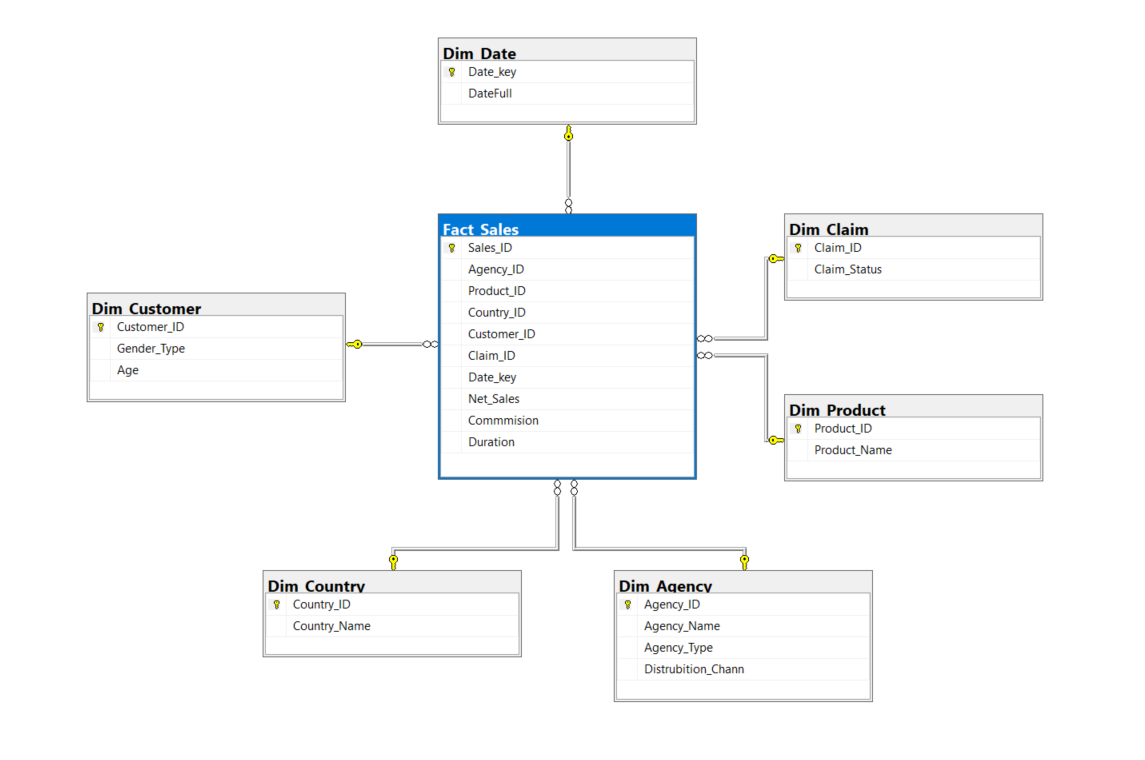 Dim_Date
Date_key
DateFull
Fact_Sales
Sales_ID
Agency_ID
Product_ID
Country_ID
Customer_ID
Claim_ID
Date_key
Net_Sales
Commmision
Duration
Dim_Claim
Claim_ID
Claim_Status
Dim_Customer
Customer_ID
Gender_Type
Age
Dim_Product
Product_ID
Product_Name
Dim_Country
Country_ID
Country_Name
Dim_Agency
Agency_ID
Agency_Name
Agency_Type
Distrubition_Chann